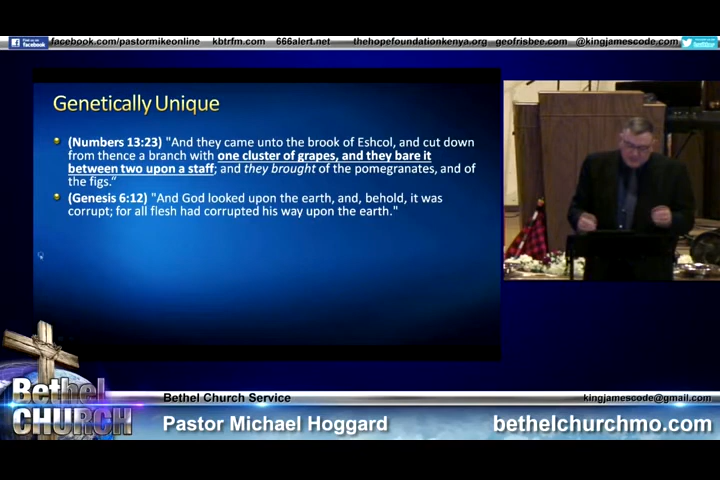 Find us on Facebook facebook.com/pastormikeonline kbtrfm.com 666alert.net thehopefoundationkenya.org geofrisbee.com @kingjamescode.com
Genetically Unique
(Numbers 13:23) "And they came unto the brook of Eshcol, and cut down
from thence a branch with one cluster of grapes, and they bare it
between two upon a staff; and they brought of the pomegranates, and of
the figs.“
(Genesis 6:12) "And God looked upon the earth, and, behold, it was
corrupt; for all flesh had corrupted his way upon the earth."
Bethel
CHURCH
Bethel Church Service
kingjamescode@gmail.com
Pastor Michael Hoggard
bethelchurchmo.com